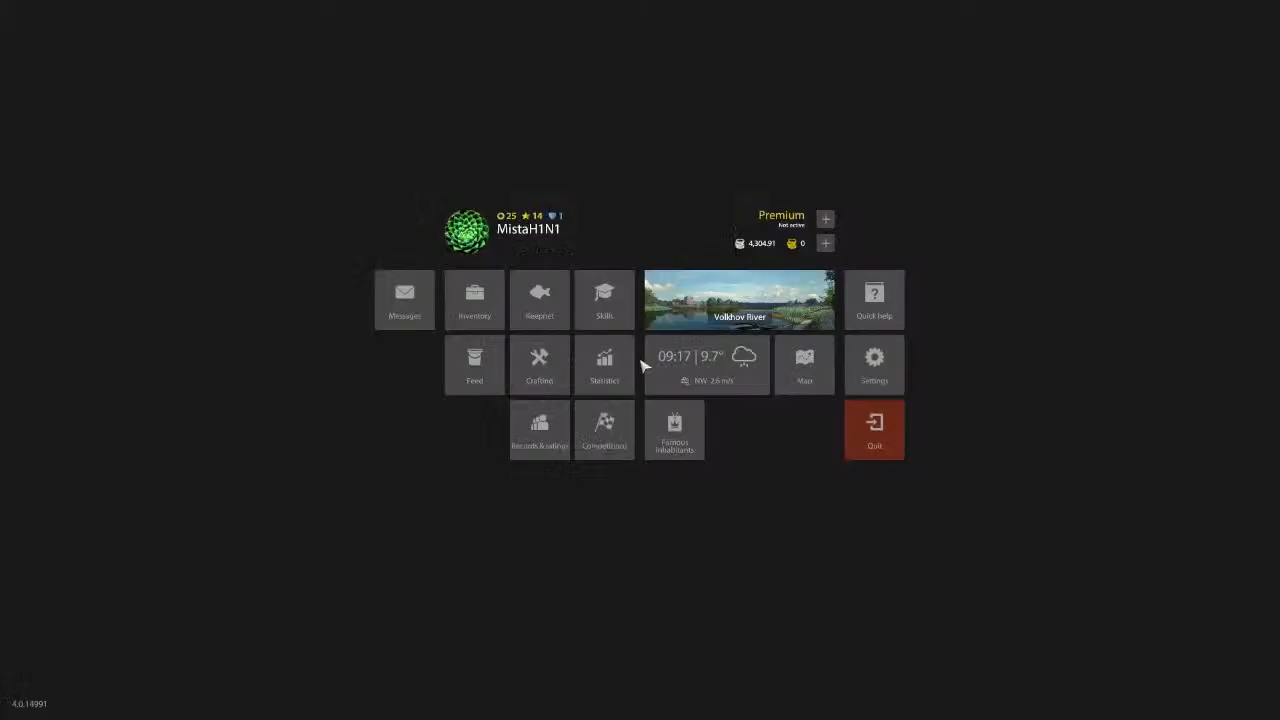 25 14 1
MistaH1N1
Premium
Not active
4,304.91 0
Messages
Inventory
Keepnet
Skills
Volkhov River
Quick help
Feed
Crafting
Statistics
09:17 | 9.7°
NW 2.6 m/s
Map
Settings
Records & ratings
Competitions
Famous
Inhabitants
Quit
4.0.14991